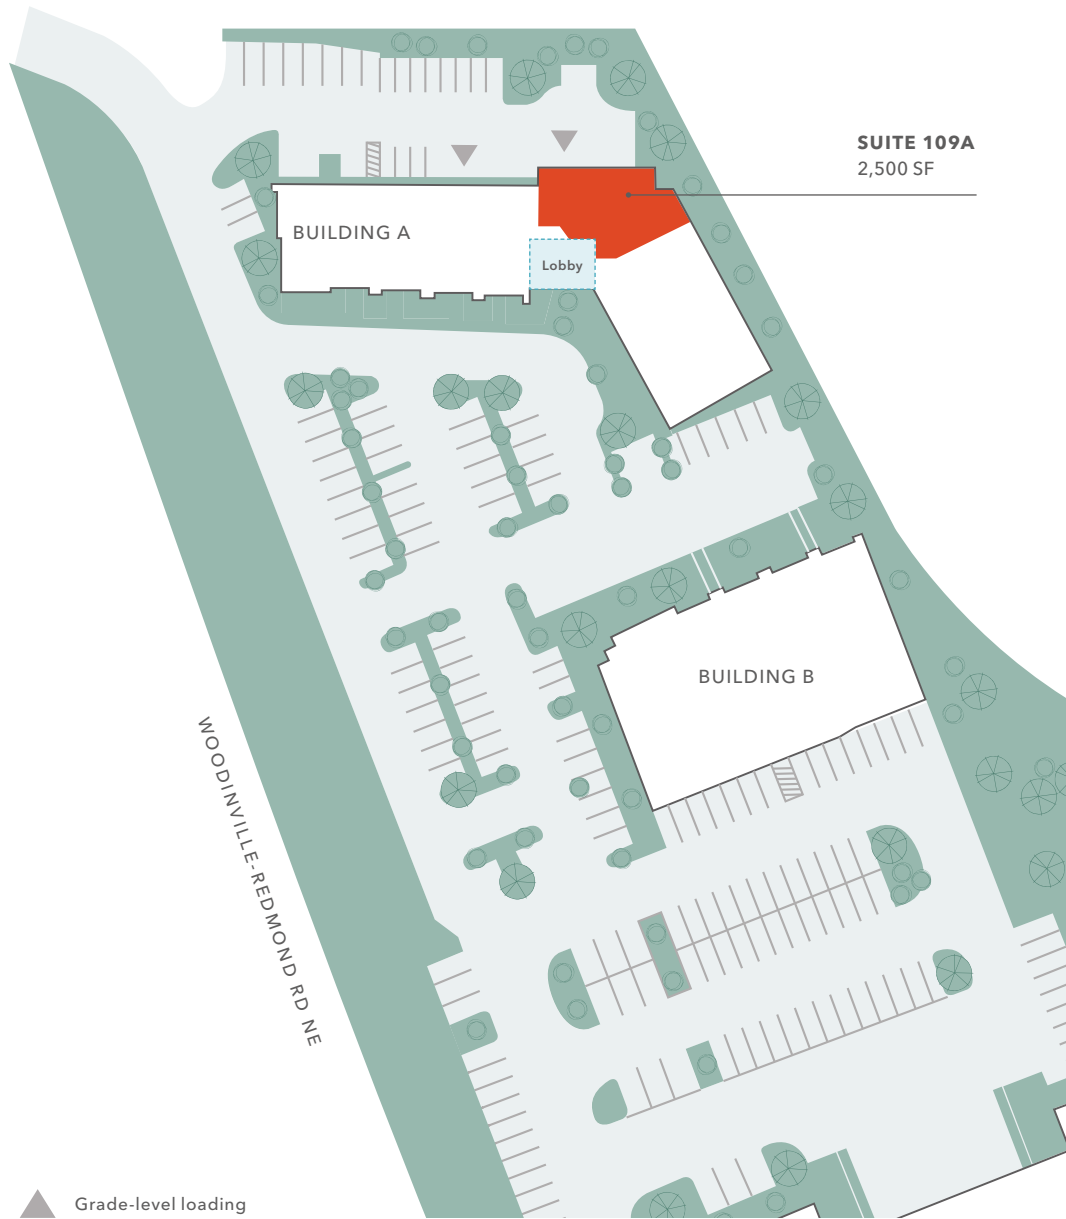 SUITE 109A
2,500 SF
BUILDING A
Lobby
BUILDING B
WOODINVILLE-REDMOND RD NE
Grade-level loading